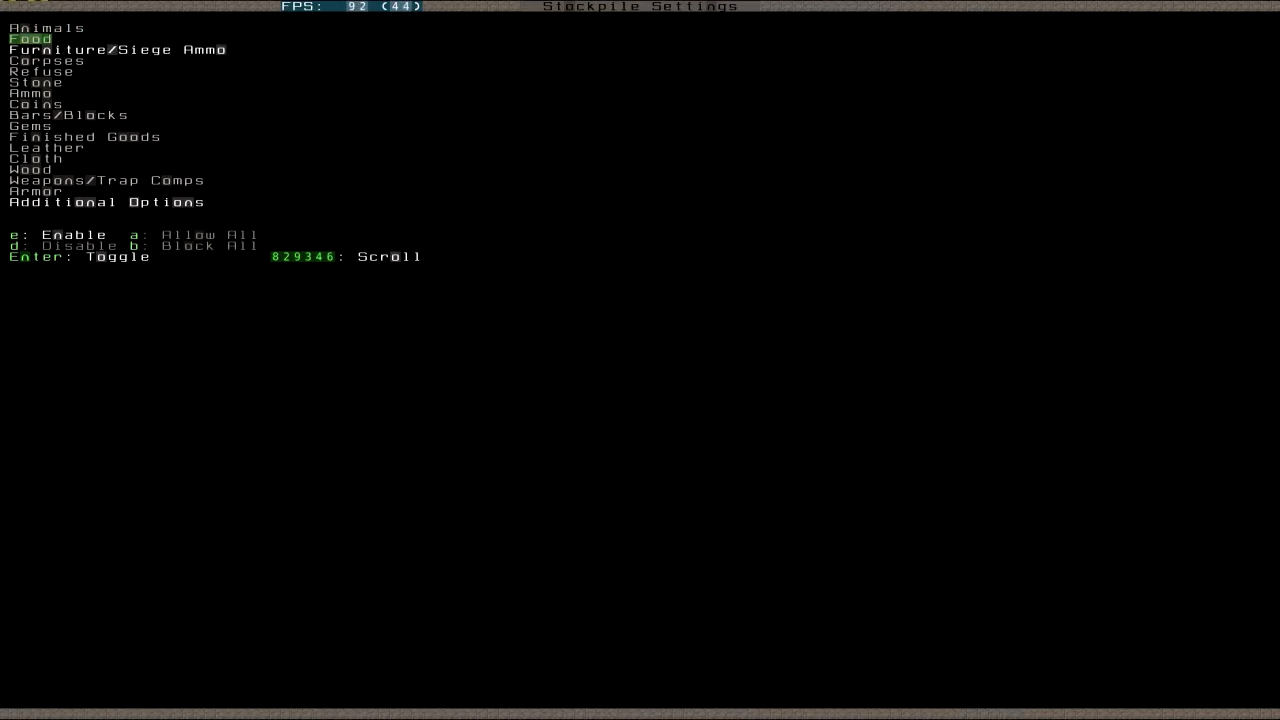 FPS: 92 (44) Stockpile Settings
Animals
Food
Furniture/Siege Ammo
Corpses
Refuse
Stone
Ammo
Coins
Bars/Blocks
Gems
Finished Goods
Leather
Cloth
Wood
Weapons/Trap Comps
Armor
Additional Options
e: Enable a: Allow All
d: Disable b: Block All
Enter: Toggle 829346: Scroll